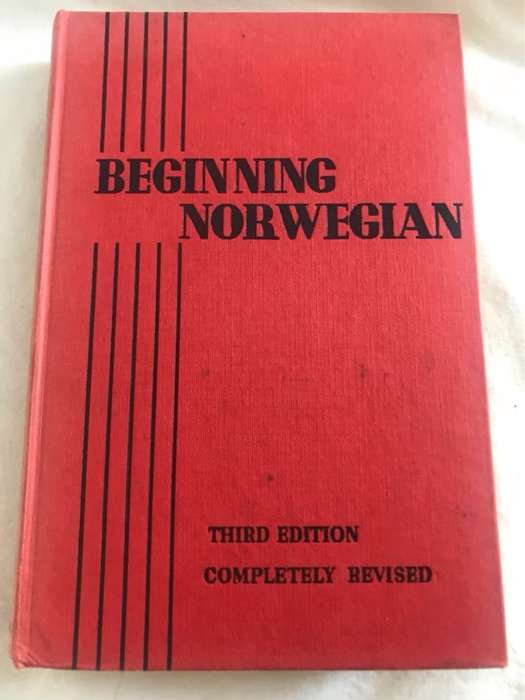 BEGINNING
NORWEGIAN
THIRD EDITION
COMPLETELY REVISED